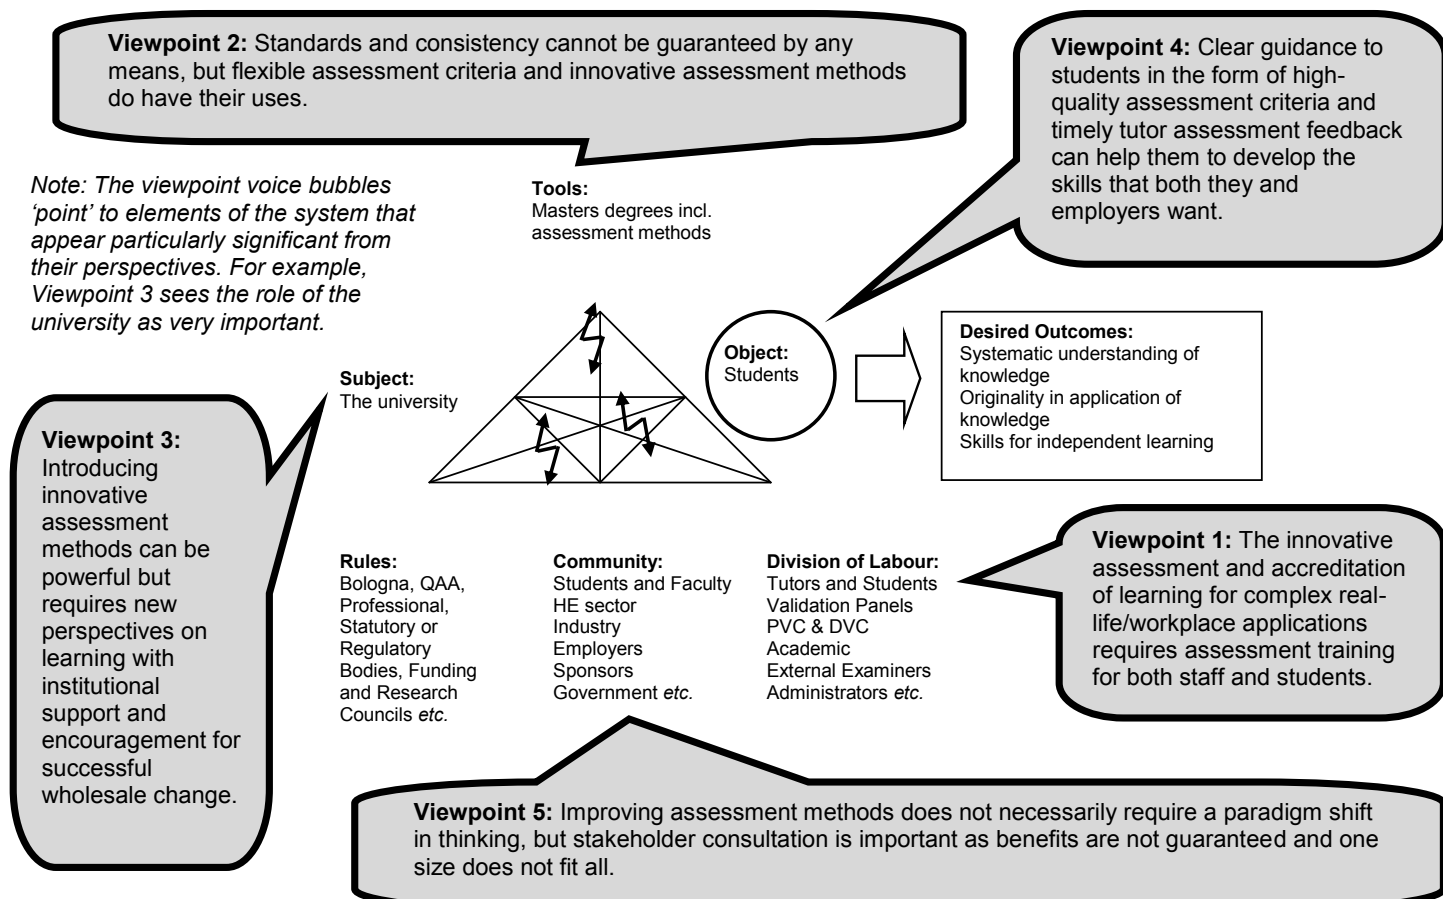 Viewpoint 2: Standards and consistency cannot be guaranteed by any
means, but flexible assessment criteria and innovative assessment methods
do have their uses.
Viewpoint 4: Clear guidance to
students in the form of high-
quality assessment criteria and
timely tutor assessment feedback
can help them to develop the
skills that both they and
employers want.
Note: The viewpoint voice bubbles
‘point’ to elements of the system that
appear particularly significant from
their perspectives. For example,
Viewpoint 3 sees the role of the
university as very important.
Tools:
Masters degrees incl.
assessment methods
Subject:
The university
Object:
Students
Desired Outcomes:
Systematic understanding of
knowledge
Originality in application of
knowledge
Skills for independent learning
Viewpoint 3:
Introducing
innovative
assessment
methods can be
powerful but
requires new
perspectives on
learning with
institutional
support and
encouragement for
successful
wholesale change.
Rules:
Bologna, QAA,
Professional,
Statutory or
Regulatory
Bodies, Funding
and Research
Councils etc.
Community:
Students and Faculty
HE sector
Industry
Employers
Sponsors
Government etc.
Division of Labour:
Tutors and Students
Validation Panels
PVC & DVC
Academic
External Examiners
Administrators etc.
Viewpoint 1: The innovative
assessment and accreditation
of learning for complex real-
life/workplace applications
requires assessment training
for both staff and students.
Viewpoint 5: Improving assessment methods does not necessarily require a paradigm shift
in thinking, but stakeholder consultation is important as benefits are not guaranteed and one
size does not fit all.